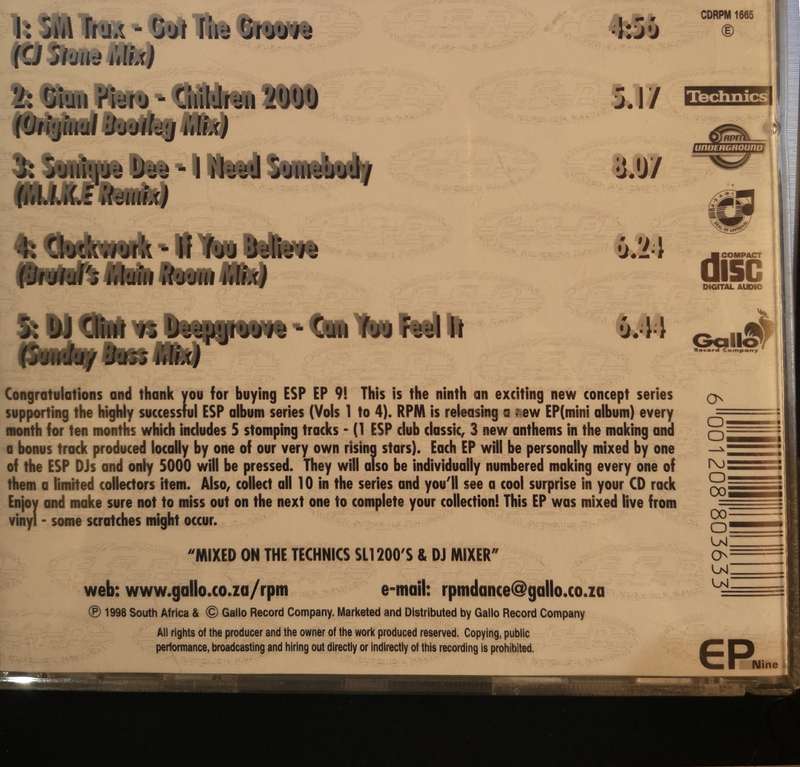 1: SM Trax - Got The Groove 4:56
(CJ Stone Mix)
2: Gian Piero - Children 2000 5.17
(Original Bootleg Mix)
3: Sonique Dee - I Need Somebody 8.07
(M.I.K.E Remix)
4: Clockwork - If You Believe 6.24
(Brutal's Main Room Mix)
5: DJ Clint vs Deepgroove - Can You Feel It 6.44
(Sunday Bass Mix)
CDRPM 1665
Ⓔ
Technics
RPM
UNDERGROUND
COMPACT
disc
DIGITAL AUDIO
Gallo
Record Company
Congratulations and thank you for buying ESP EP 9! This is the ninth an exciting new concept series
supporting the highly successful ESP album series (Vols 1 to 4). RPM is releasing a new EP(mini album) every
month for ten months which includes 5 stomping tracks - (1 ESP club classic, 3 new anthems in the making and
a bonus track produced locally by one of our very own rising stars). Each EP will be personally mixed by one
of the ESP DJs and only 5000 will be pressed. They will also be individually numbered making every one of
them a limited collectors item. Also, collect all 10 in the series and you'll see a cool surprise in your CD rack
Enjoy and make sure not to miss out on the next one to complete your collection! This EP was mixed live from
vinyl - some scratches might occur.
"MIXED ON THE TECHNICS SL1200'S & DJ MIXER"
web: www.gallo.co.za/rpm e-mail: rpmdance@gallo.co.za
Ⓟ 1998 South Africa & © Gallo Record Company. Marketed and Distributed by Gallo Record Company
All rights of the producer and the owner of the work produced reserved. Copying, public
performance, broadcasting and hiring out directly or indirectly of this recording is prohibited.
6 001208 803633
EP Nine